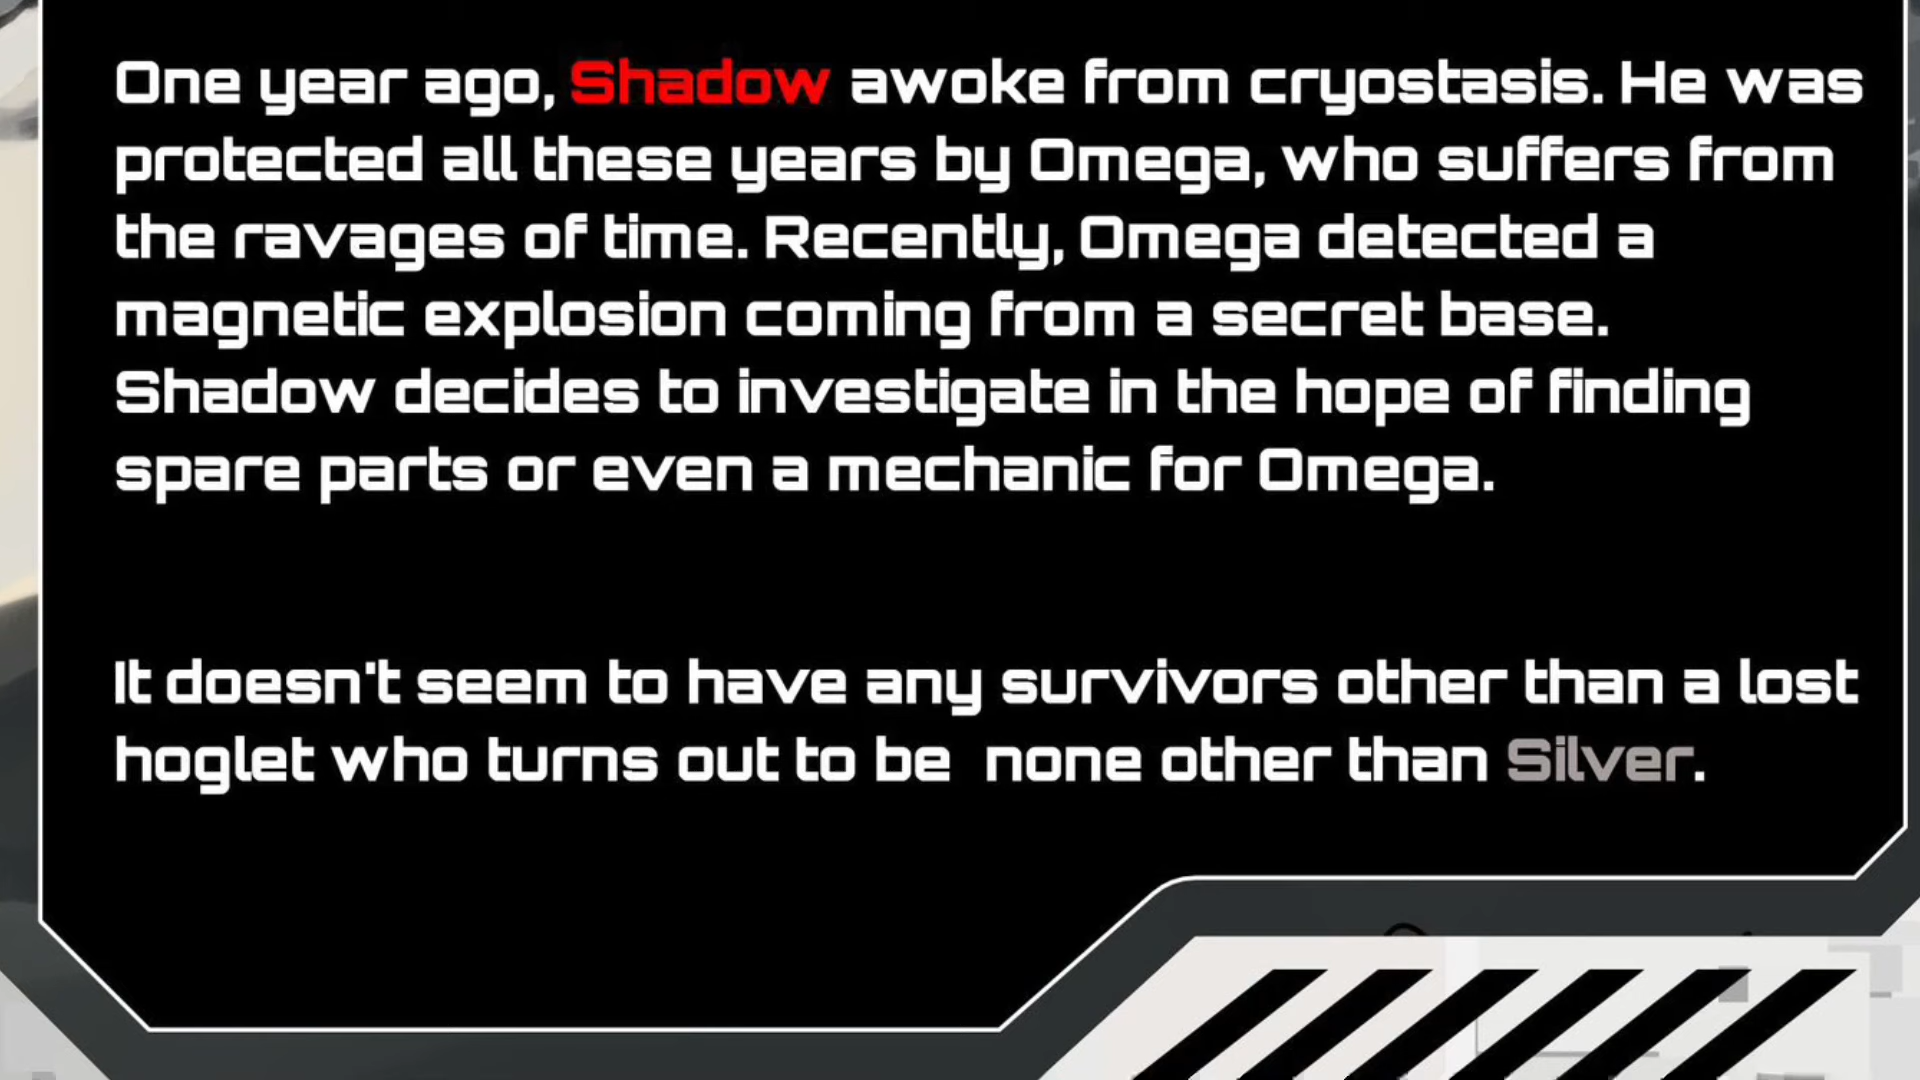 One year ago, Shadow awoke from cryostasis. He was
protected all these years by Omega, who suffers from
the ravages of time. Recently, Omega detected a
magnetic explosion coming from a secret base.
Shadow decides to investigate in the hope of finding
spare parts or even a mechanic for Omega.
It doesn't seem to have any survivors other than a lost
hoglet who turns out to be  none other than Silver.